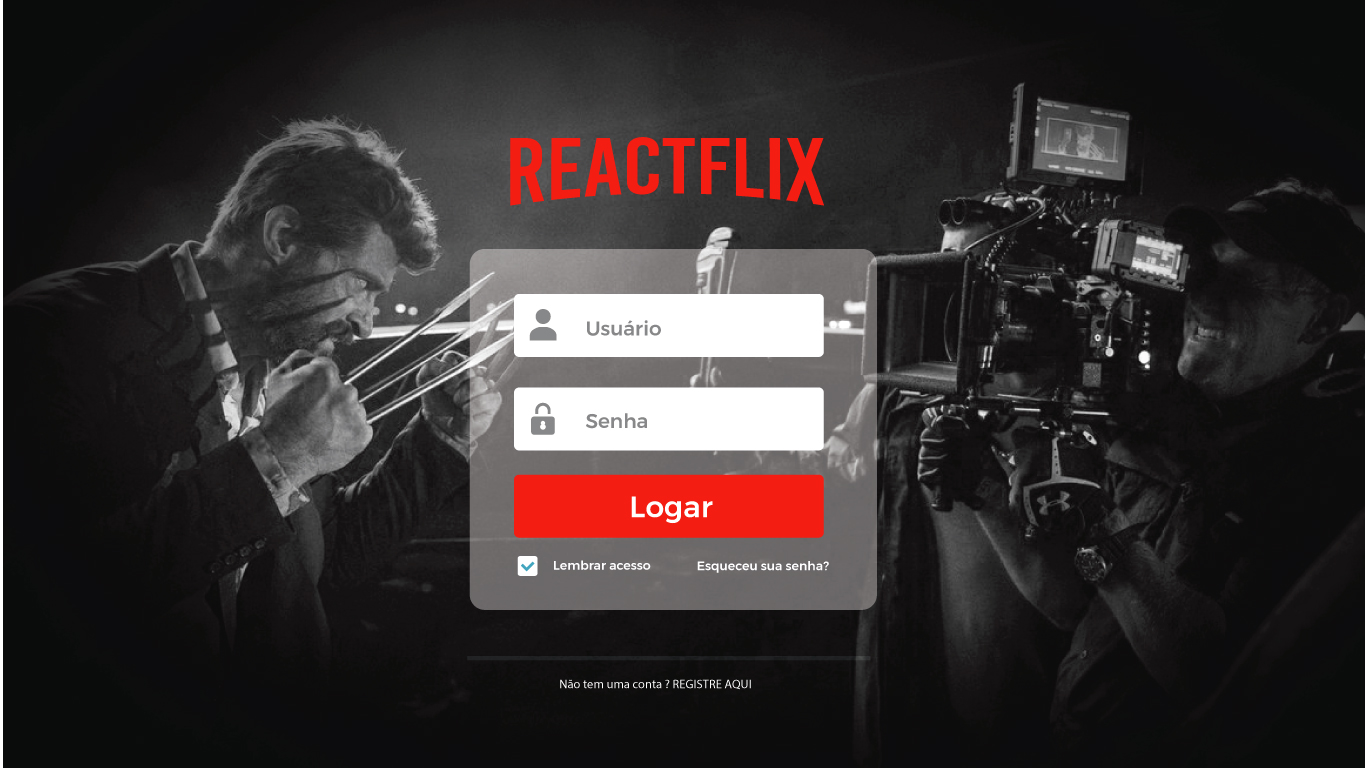 REACTFLIX
Usuário
Senha
Logar
Lembrar acesso
Esqueceu sua senha?
Não tem uma conta ? REGISTRE AQUI